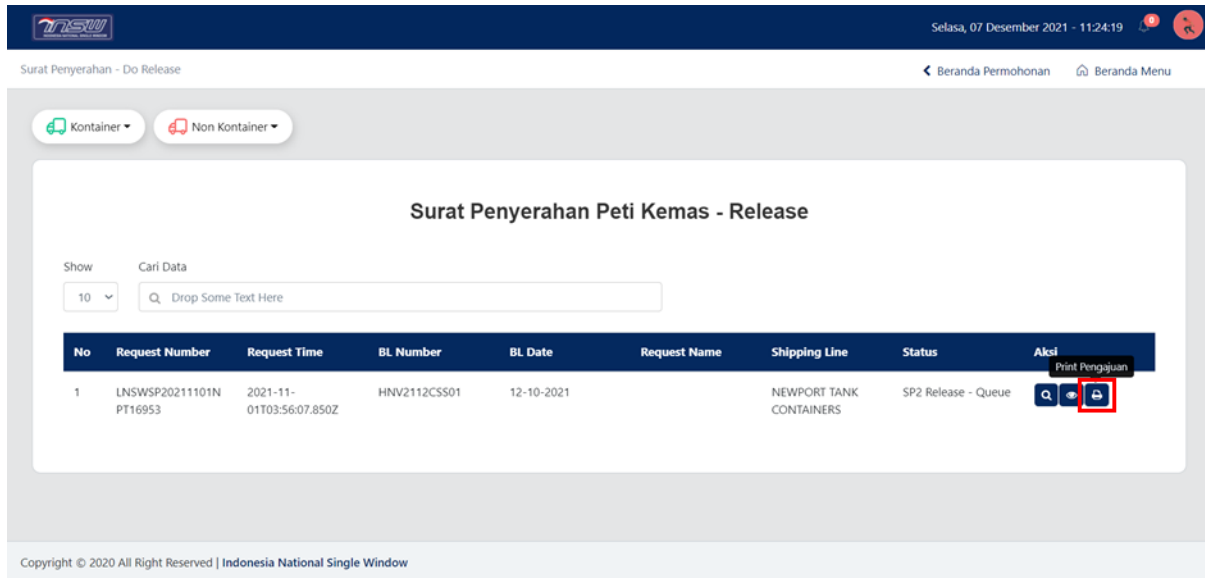 INSW
Selasa, 07 Desember 2021 - 11:24:19
0
Surat Penyerahan - Do Release
Beranda Permohonan
Beranda Menu
Kontainer
Non Kontainer
Surat Penyerahan Peti Kemas - Release
Show
Cari Data
10
Drop Some Text Here
No Request Number Request Time BL Number BL Date Request Name Shipping Line Status Aksi
Print Pengajuan
1 LNSWSP20211101N 2021-11- HNV2112CSS01 12-10-2021 NEWPORT TANK SP2 Release - Queue
PT16953 01T03:56:07.850Z CONTAINERS
Copyright © 2020 All Right Reserved | Indonesia National Single Window